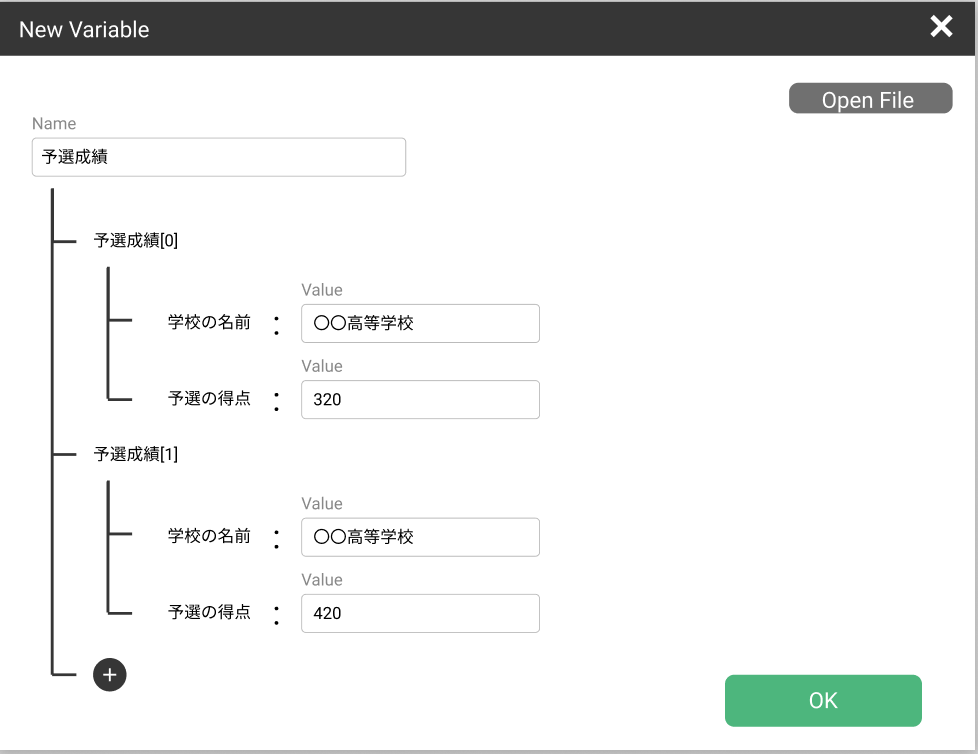 New Variable
Open File
Name
予選成績
予選成績[0]
Value
学校の名前 : 〇〇高等学校
Value
予選の得点 : 320
予選成績[1]
Value
学校の名前 : 〇〇高等学校
Value
予選の得点 : 420
+
OK